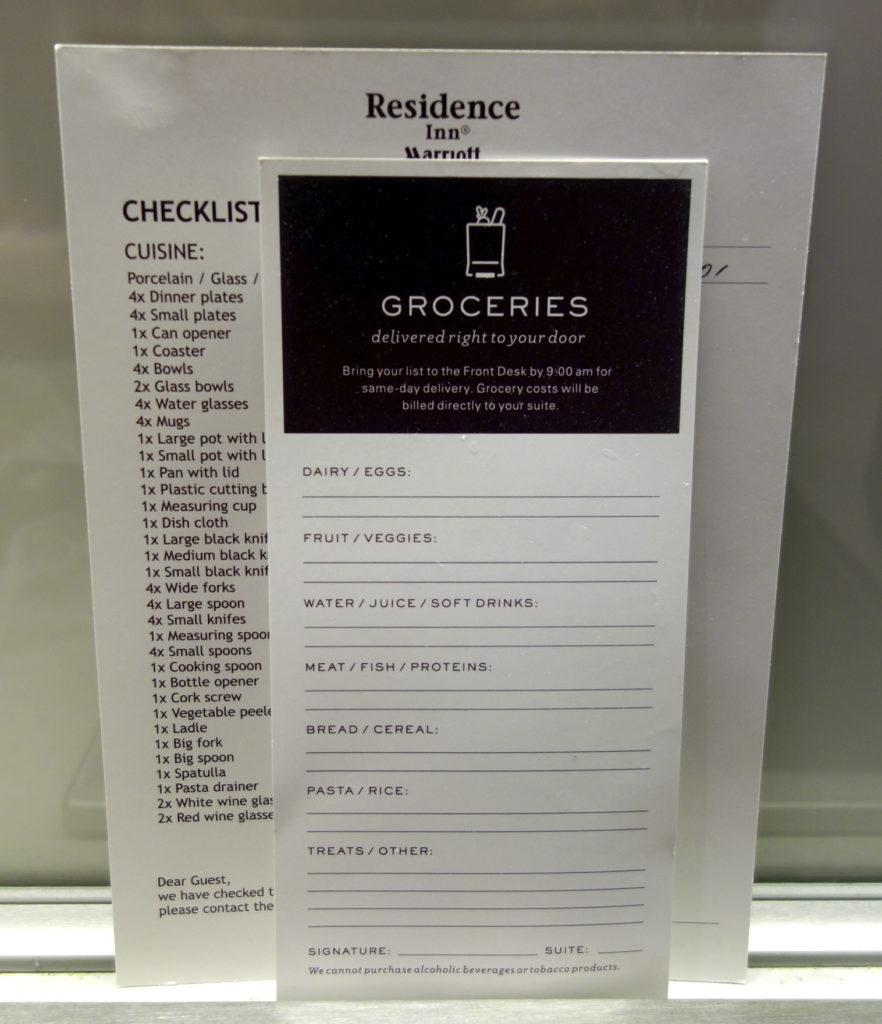 Residence
Inn®
Marriott
CHECKLIST
CUISINE:
Porcelain / Glass /
4x Dinner plates
4x Small plates
1x Can opener
1x Coaster
4x Bowls
2x Glass bowls
4x Water glasses
4x Mugs
1x Large pot with l
1x Small pot with l
1x Pan with lid
1x Plastic cutting b
1x Measuring cup
1x Dish cloth
1x Large black knif
1x Medium black k
1x Small black knif
4x Wide forks
4x Large spoon
4x Small knifes
1x Measuring spoo
4x Small spoons
1x Cooking spoon
1x Bottle opener
1x Cork screw
1x Vegetable peele
1x Ladle
1x Big fork
1x Big spoon
1x Spatulla
1x Pasta drainer
2x White wine glas
2x Red wine glasse
Dear Guest,
we have checked t
please contact the
GROCERIES
delivered right to your door
Bring your list to the Front Desk by 9:00 am for
same-day delivery. Grocery costs will be
billed directly to your suite.
DAIRY / EGGS:
FRUIT / VEGGIES:
WATER / JUICE / SOFT DRINKS:
MEAT / FISH / PROTEINS:
BREAD / CEREAL:
PASTA / RICE:
TREATS / OTHER:
SIGNATURE: SUITE:
We cannot purchase alcoholic beverages or tobacco products.